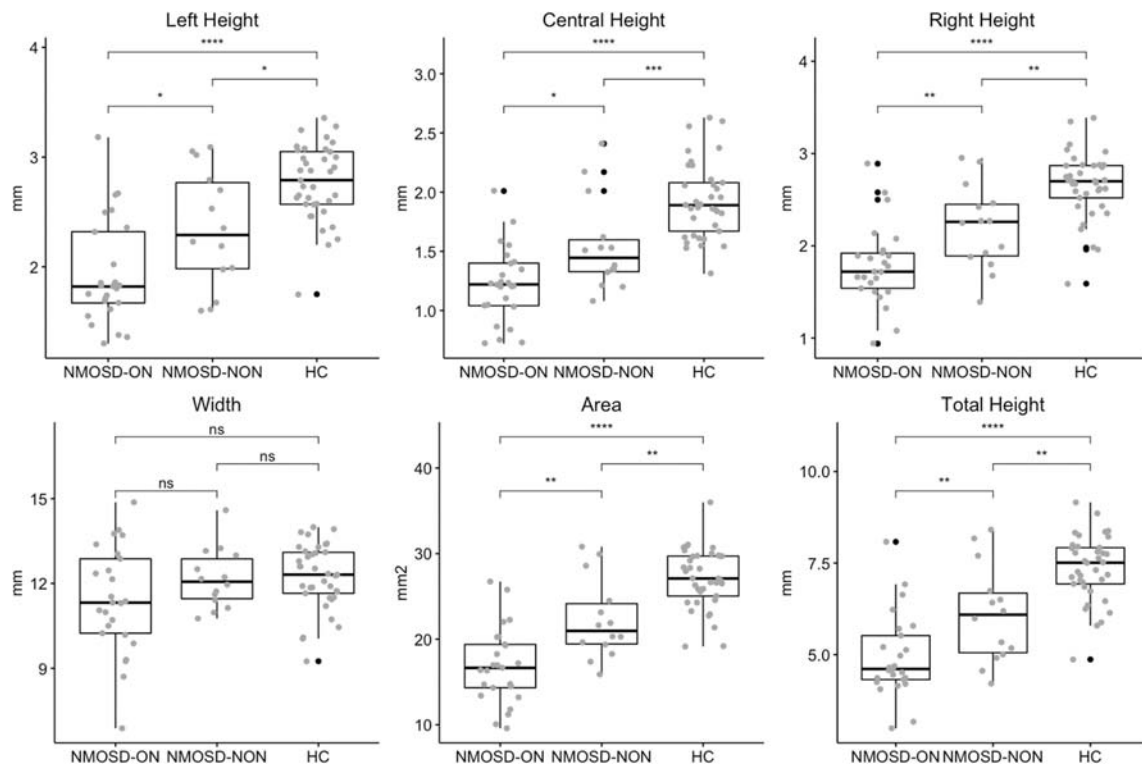 Left Height
Central Height
Right Height
4
3
2
mm
****
*
*
NMOSD-ON NMOSD-NON HC
3.0
2.5
2.0
1.5
1.0
mm
****
***
*
NMOSD-ON NMOSD-NON HC
4
3
2
1
mm
****
**
**
NMOSD-ON NMOSD-NON HC
Width
Area
Total Height
15
12
9
mm
ns
ns
ns
NMOSD-ON NMOSD-NON HC
40
30
20
10
mm2
****
**
**
NMOSD-ON NMOSD-NON HC
10.0
7.5
5.0
mm
****
**
**
NMOSD-ON NMOSD-NON HC